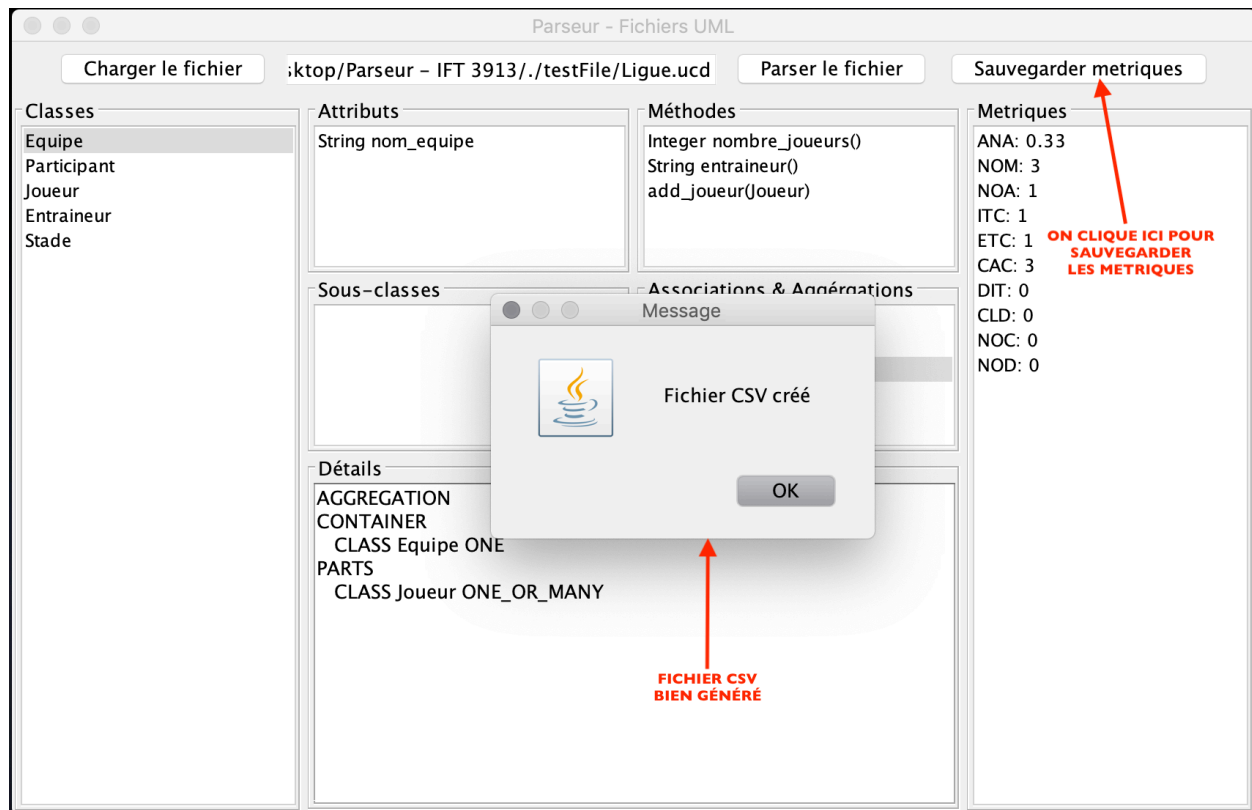 Parseur - Fichiers UML
Charger le fichier
sktop/Parseur - IFT 3913/./testFile/Ligue.ucd
Parser le fichier
Sauvegarder metriques
Classes
Equipe
Participant
Joueur
Entraineur
Stade
Attributs
String nom_equipe
Méthodes
Integer nombre_joueurs()
String entraineur()
add_joueur(Joueur)
Metriques
ANA: 0.33
NOM: 3
NOA: 1
ITC: 1
ETC: 1
CAC: 3
DIT: 0
CLD: 0
NOC: 0
NOD: 0
ON CLIQUE ICI POUR
SAUVEGARDER
LES METRIQUES
Sous-classes
Associations & Aggérgations
Message
Fichier CSV créé
OK
Détails
AGGREGATION
CONTAINER
CLASS Equipe ONE
PARTS
CLASS Joueur ONE_OR_MANY
FICHIER CSV
BIEN GÉNÉRÉ